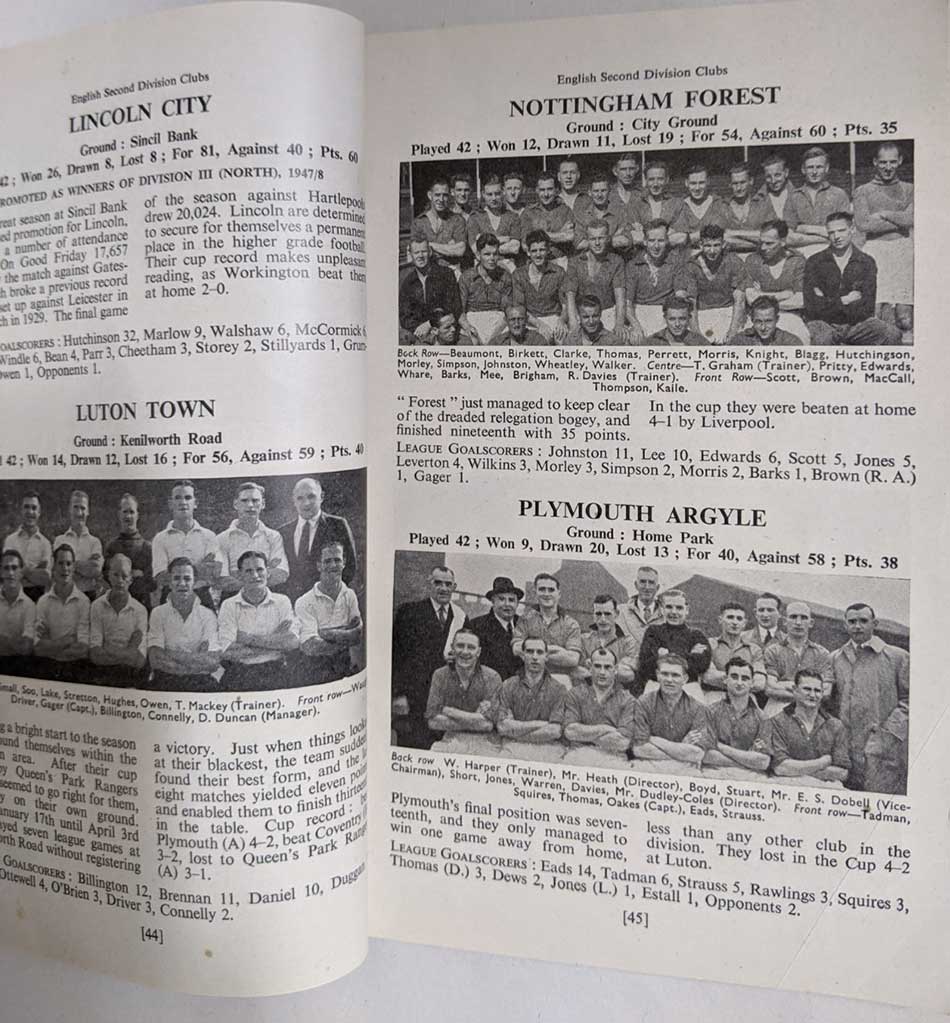 English Second Division Clubs
LINCOLN CITY
Ground : Sincil Bank
42 ; Won 26, Drawn 8, Lost 8 ; For 81, Against 40 ; Pts. 60
PROMOTED AS WINNERS OF DIVISION III (NORTH), 1947/8
season at Sincil Bank
promotion for Lincoln,
a number of attendance
On Good Friday 17,657
the match against Gates-
broke a previous record
set up against Leicester in
in 1929. The final game
of the season against Hartlepools
drew 20,024. Lincoln are determined
to secure for themselves a permanent
place in the higher grade football.
Their cup record makes unpleasant
reading, as Workington beat them
at home 2–0.
GOALSCORERS : Hutchinson 32, Marlow 9, Walshaw 6, McCormick 6,
Windle 6, Bean 4, Parr 3, Cheetham 3, Storey 2, Stillyards 1, Grun-
Owen 1, Opponents 1.
LUTON TOWN
Ground : Kenilworth Road
42 ; Won 14, Drawn 12, Lost 16 ; For 56, Against 59 ; Pts. 40
Small, Soo, Lake, Stretton, Hughes, Owen, T. Mackey (Trainer). Front row—
Driver, Gager (Capt.), Billington, Connelly, D. Duncan (Manager).
a bright start to the season
themselves within the
area. After their cup
Queen's Park Rangers
seemed to go right for them,
on their own ground.
January 17th until April 3rd
played seven league games at
Road without registering
a victory. Just when things
at their blackest, the team
found their best form, and the
eight matches yielded eleven
and enabled them to finish
in the table. Cup record :
Plymouth (A) 4–2, beat Coventry
3–2, lost to Queen's Park
(A) 3–1.
GOALSCORERS : Billington 12, Brennan 11, Daniel 10, Duggan
Ottewell 4, O'Brien 3, Driver 3, Connelly 2.
[44]
English Second Division Clubs
NOTTINGHAM FOREST
Ground : City Ground
Played 42 ; Won 12, Drawn 11, Lost 19 ; For 54, Against 60 ; Pts. 35
Back Row—Beaumont, Birkett, Clarke, Thomas, Perrett, Morris, Knight, Blagg, Hutchingson,
Morley, Simpson, Johnston, Wheatley, Walker. Centre—T. Graham (Trainer), Pritty, Edwards,
Whare, Barks, Mee, Brigham, R. Davies (Trainer). Front Row—Scott, Brown, MacCall,
Thompson, Kaile.
" Forest " just managed to keep clear
of the dreaded relegation bogey, and
finished nineteenth with 35 points.
In the cup they were beaten at home
4–1 by Liverpool.
LEAGUE GOALSCORERS : Johnston 11, Lee 10, Edwards 6, Scott 5, Jones 5,
Leverton 4, Wilkins 3, Morley 3, Simpson 2, Morris 2, Barks 1, Brown (R. A.)
1, Gager 1.
PLYMOUTH ARGYLE
Ground : Home Park
Played 42 ; Won 9, Drawn 20, Lost 13 ; For 40, Against 58 ; Pts. 38
Back row W. Harper (Trainer), Mr. Heath (Director), Boyd, Stuart, Mr. E. S. Dobell (Vice-
Chairman), Short, Jones, Warren, Davies, Mr. Dudley-Coles (Director). Front row—Tadman,
Squires, Thomas, Oakes (Capt.), Eads, Strauss.
Plymouth's final position was seven-
teenth, and they only managed to
win one game away from home,
less than any other club in the
division. They lost in the Cup 4–2
at Luton.
LEAGUE GOALSCORERS : Eads 14, Tadman 6, Strauss 5, Rawlings 3, Squires 3,
Thomas (D.) 3, Dews 2, Jones (L.) 1, Estall 1, Opponents 2.
[45]